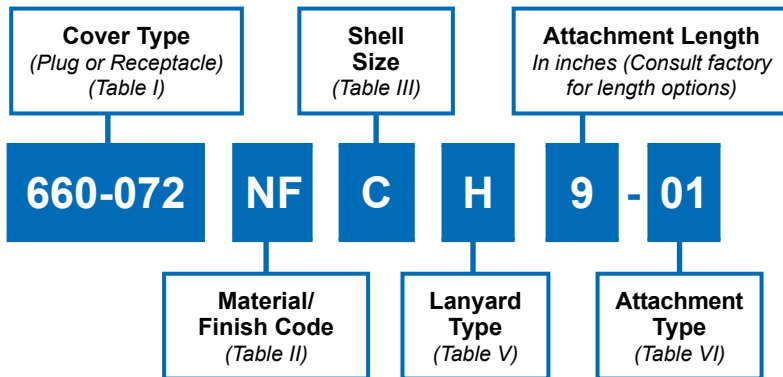 Cover Type
(Plug or Receptacle)
(Table I)
Shell
Size
(Table III)
Attachment Length
In inches (Consult factory
for length options)
660-072 NF C H 9 - 01
Material/
Finish Code
(Table II)
Lanyard
Type
(Table V)
Attachment
Type
(Table VI)